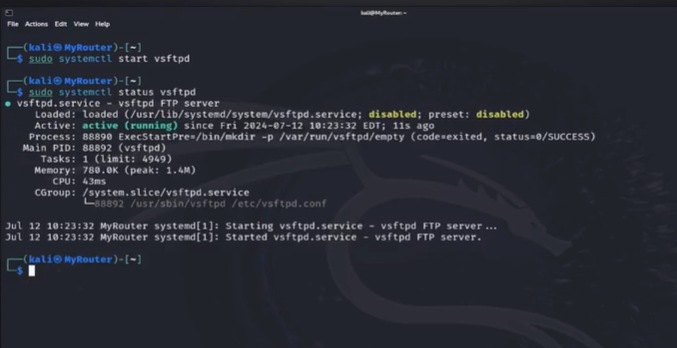 kali@MyRouter:~
File Actions Edit View Help
┌──(kali㉿MyRouter)-[~]
└─$ sudo systemctl start vsftpd
┌──(kali㉿MyRouter)-[~]
└─$ sudo systemctl status vsftpd
● vsftpd.service - vsftpd FTP server
Loaded: loaded (/usr/lib/systemd/system/vsftpd.service; disabled; preset: disabled)
Active: active (running) since Fri 2024-07-12 10:23:32 EDT; 11s ago
Process: 88890 ExecStartPre=/bin/mkdir -p /var/run/vsftpd/empty (code=exited, status=0/SUCCESS)
Main PID: 88892 (vsftpd)
Tasks: 1 (limit: 4949)
Memory: 780.0K (peak: 1.4M)
CPU: 43ms
CGroup: /system.slice/vsftpd.service
└─88892 /usr/sbin/vsftpd /etc/vsftpd.conf
Jul 12 10:23:32 MyRouter systemd[1]: Starting vsftpd.service - vsftpd FTP server...
Jul 12 10:23:32 MyRouter systemd[1]: Started vsftpd.service - vsftpd FTP server.
┌──(kali㉿MyRouter)-[~]
└─$